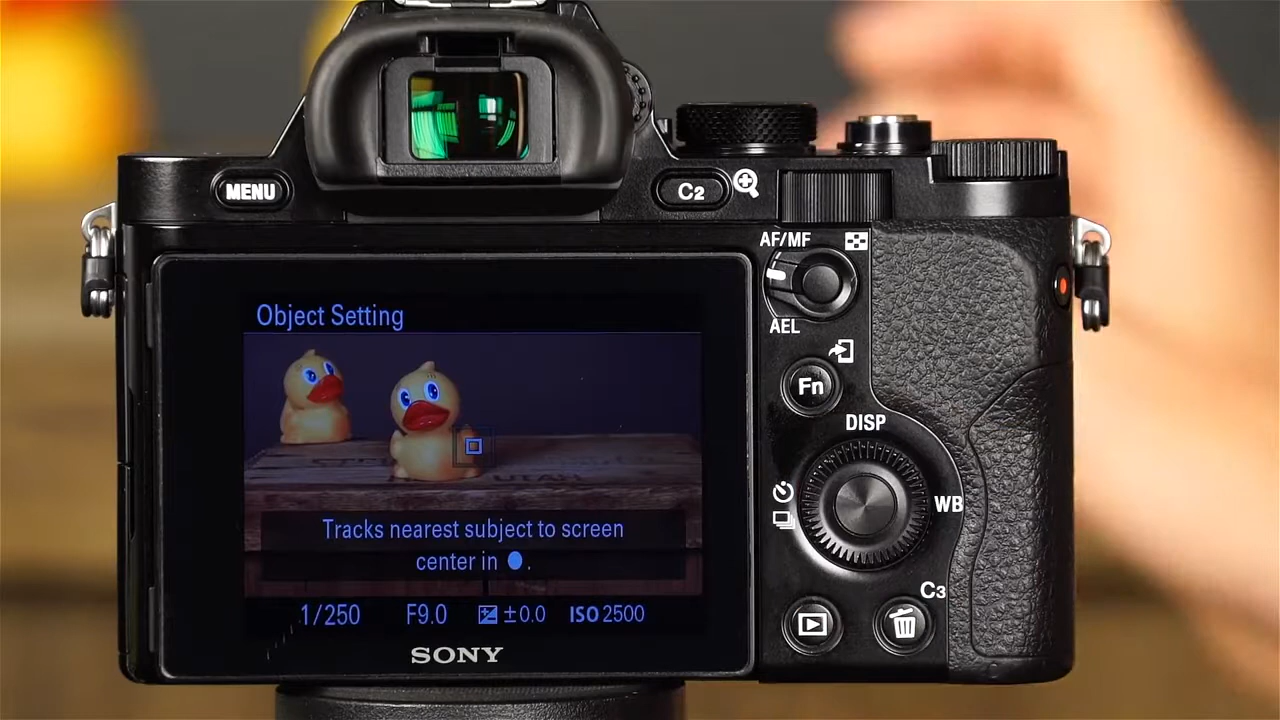 MENU
C2
AF/MF
AEL
Object Setting
Fn
DISP
UTAH
WB
Tracks nearest subject to screen
center in ●.
C3
1/250 F9.0 ±0.0 ISO 2500
SONY